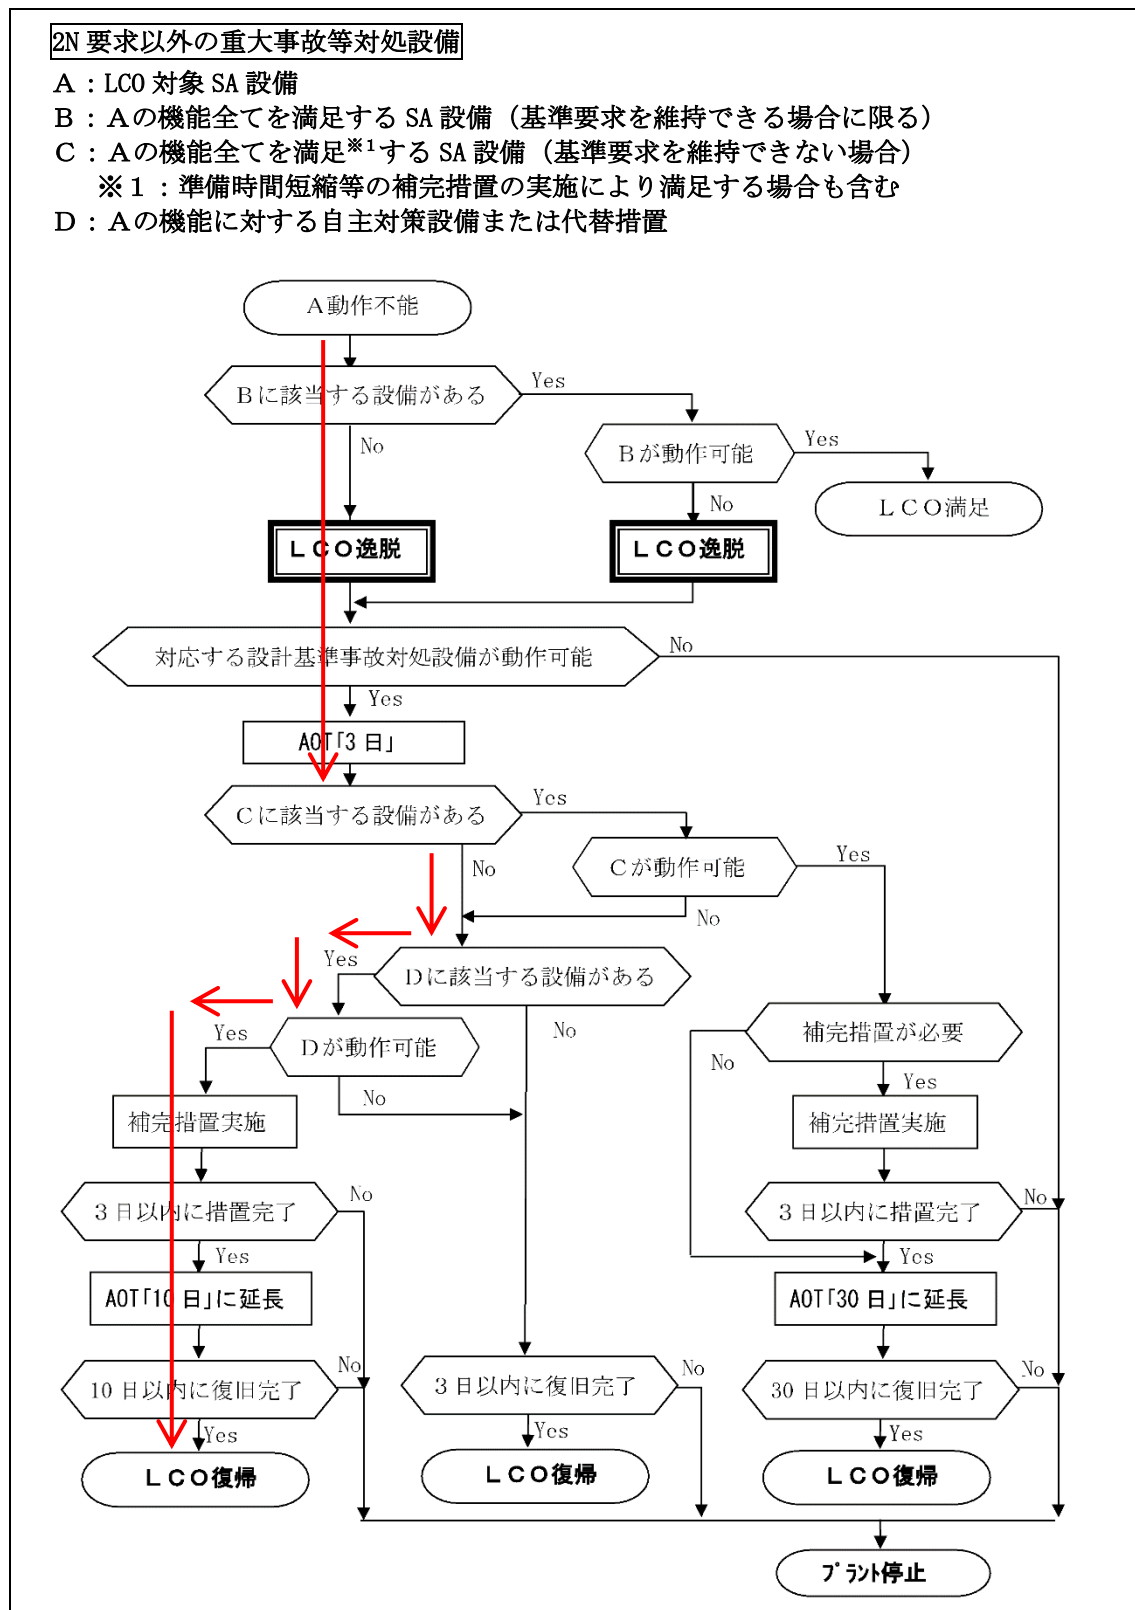 2N 要求以外の重大事故等対処設備
A：LCO 対象 SA 設備
B：Aの機能全てを満足する SA 設備（基準要求を維持できる場合に限る）
C：Aの機能全てを満足※1する SA 設備（基準要求を維持できない場合）
※１：準備時間短縮等の補完措置の実施により満足する場合も含む
D：Aの機能に対する自主対策設備または代替措置
A動作不能
Bに該当する設備がある
Yes
No
Bが動作可能
Yes
No
ＬＣＯ満足
ＬＣＯ逸脱
ＬＣＯ逸脱
対応する設計基準事故対処設備が動作可能
No
Yes
AOT「3 日」
Cに該当する設備がある
Yes
No
Cが動作可能
Yes
No
Dに該当する設備がある
Yes
No
Dが動作可能
Yes
No
補完措置が必要
No
Yes
補完措置実施
補完措置実施
3 日以内に措置完了
No
Yes
3 日以内に措置完了
No
Yes
AOT「10 日」に延長
AOT「30 日」に延長
10 日以内に復旧完了
No
Yes
3 日以内に復旧完了
No
Yes
30 日以内に復旧完了
No
Yes
ＬＣＯ復帰
ＬＣＯ復帰
ＬＣＯ復帰
ﾌﾟﾗﾝﾄ停止